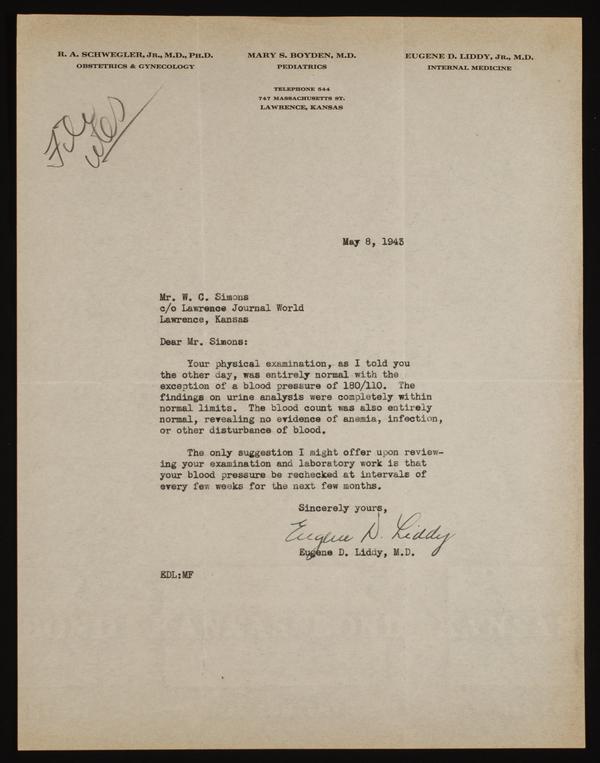 R. A. SCHWEGLER, JR., M.D., PH.D.
OBSTETRICS & GYNECOLOGY
MARY S. BOYDEN, M.D.
PEDIATRICS
EUGENE D. LIDDY, JR., M.D.
INTERNAL MEDICINE
TELEPHONE 544
747 MASSACHUSETTS ST.
LAWRENCE, KANSAS
May 8, 1943
Mr. W. C. Simons
c/o Lawrence Journal World
Lawrence, Kansas
Dear Mr. Simons:
Your physical examination, as I told you
the other day, was entirely normal with the
exception of a blood pressure of 180/110. The
findings on urine analysis were completely within
normal limits. The blood count was also entirely
normal, revealing no evidence of anemia, infection,
or other disturbance of blood.
The only suggestion I might offer upon review-
ing your examination and laboratory work is that
your blood pressure be rechecked at intervals of
every few weeks for the next few months.
Sincerely yours,
Eugene D. Liddy
Eugene D. Liddy, M.D.
EDL:MF